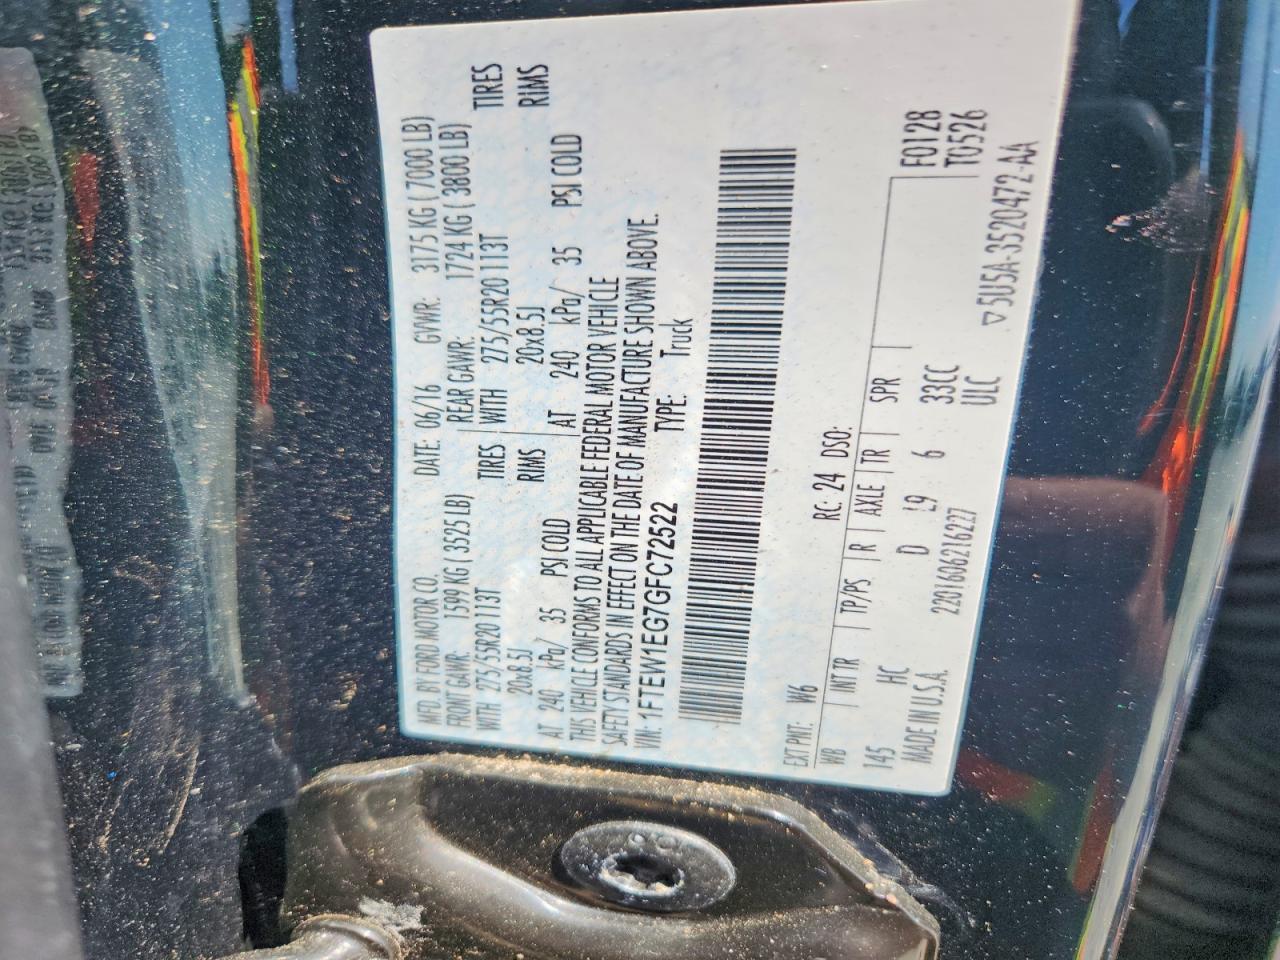 MFD. BY FORD MOTOR CO. DATE: 06/16 GVWR: 3175 KG ( 7000 LB)
FRONT GAWR: 1599 KG ( 3525 LB) REAR GAWR: 1724 KG ( 3800 LB)
WITH 275/55R20 113T TIRES WITH 275/55R20 113T TIRES
20x8.5J RIMS 20x8.5J RIMS
AT 240 kPa/ 35 PSI COLD AT 240 kPa/ 35 PSI COLD
THIS VEHICLE CONFORMS TO ALL APPLICABLE FEDERAL MOTOR VEHICLE
SAFETY STANDARDS IN EFFECT ON THE DATE OF MANUFACTURE SHOWN ABOVE.
VIN: 1FTEW1EG7GFC72522 TYPE: Truck
EXT PNT: W6 RC: 24 DSO:
WB INT TR TP/PS R AXLE TR SPR F0128
T0526
145 HC D L9 6 33CC
ULC
MADE IN U.S.A. 2201606216227 5U5A-3520472-AA